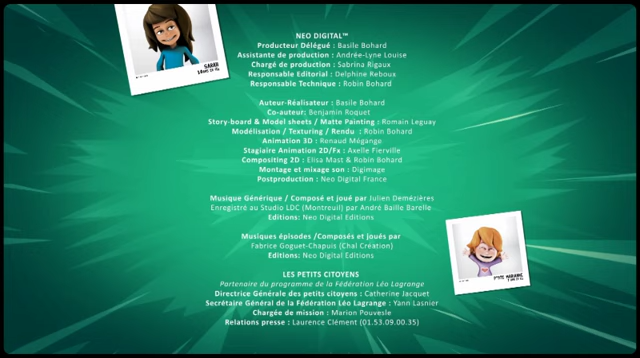 NEO DIGITAL™
Producteur Délégué : Basile Bohard
Assistante de production : Andrée-Lyne Louise
Chargé de production : Sabrina Rigaux
Responsable Editorial : Delphine Reboux
Responsable Technique : Robin Bohard
Auteur-Réalisateur : Basile Bohard
Co-auteur: Benjamin Roquet
Story-board & Model sheets / Matte Painting : Romain Leguay
Modélisation / Texturing / Rendu : Robin Bohard
Animation 3D : Renaud Mégange
Stagiaire Animation 2D/Fx : Axelle Fierville
Compositing 2D : Elisa Mast & Robin Bohard
Montage et mixage son : Digimage
Postproduction : Neo Digital France
Musique Générique / Composé et joué par Julien Demézières
Enregistré au Studio LDC (Montreuil) par André Baille Barelle
Editions: Neo Digital Editions
Musiques épisodes /Composés et joués par
Fabrice Goguet-Chapuis (Chal Création)
Editions: Neo Digital Editions
LES PETITS CITOYENS
Partenaire du programme de la Fédération Léo Lagrange
Directrice Générale des petits citoyens : Catherine Jacquet
Secrétaire Général de la Fédération Léo Lagrange : Yann Lasnier
Chargée de mission : Marion Pouvesle
Relations presse : Laurence Clément (01.53.09.00.35)
SARAH